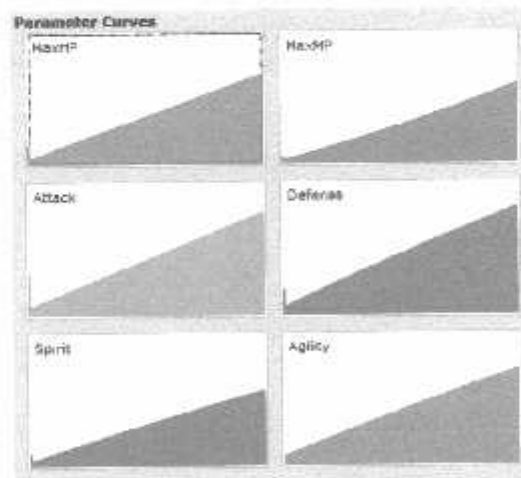 Parameter Curves
MaxHP
MaxMP
Attack
Defense
Spirit
Agility